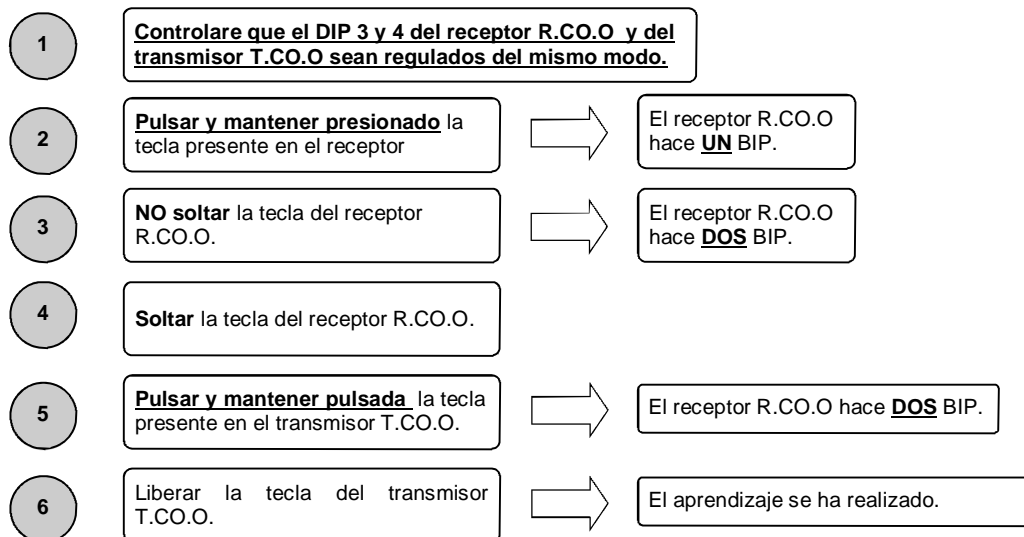 1
Controlare que el DIP 3 y 4 del receptor R.CO.O y del
transmisor T.CO.O sean regulados del mismo modo.
2
Pulsar y mantener presionado la
tecla presente en el receptor
El receptor R.CO.O
hace UN BIP.
3
NO soltar la tecla del receptor
R.CO.O.
El receptor R.CO.O
hace DOS BIP.
4
Soltar la tecla del receptor R.CO.O.
5
Pulsar y mantener pulsada la tecla
presente en el transmisor T.CO.O.
El receptor R.CO.O hace DOS BIP.
6
Liberar la tecla del transmisor
T.CO.O.
El aprendizaje se ha realizado.